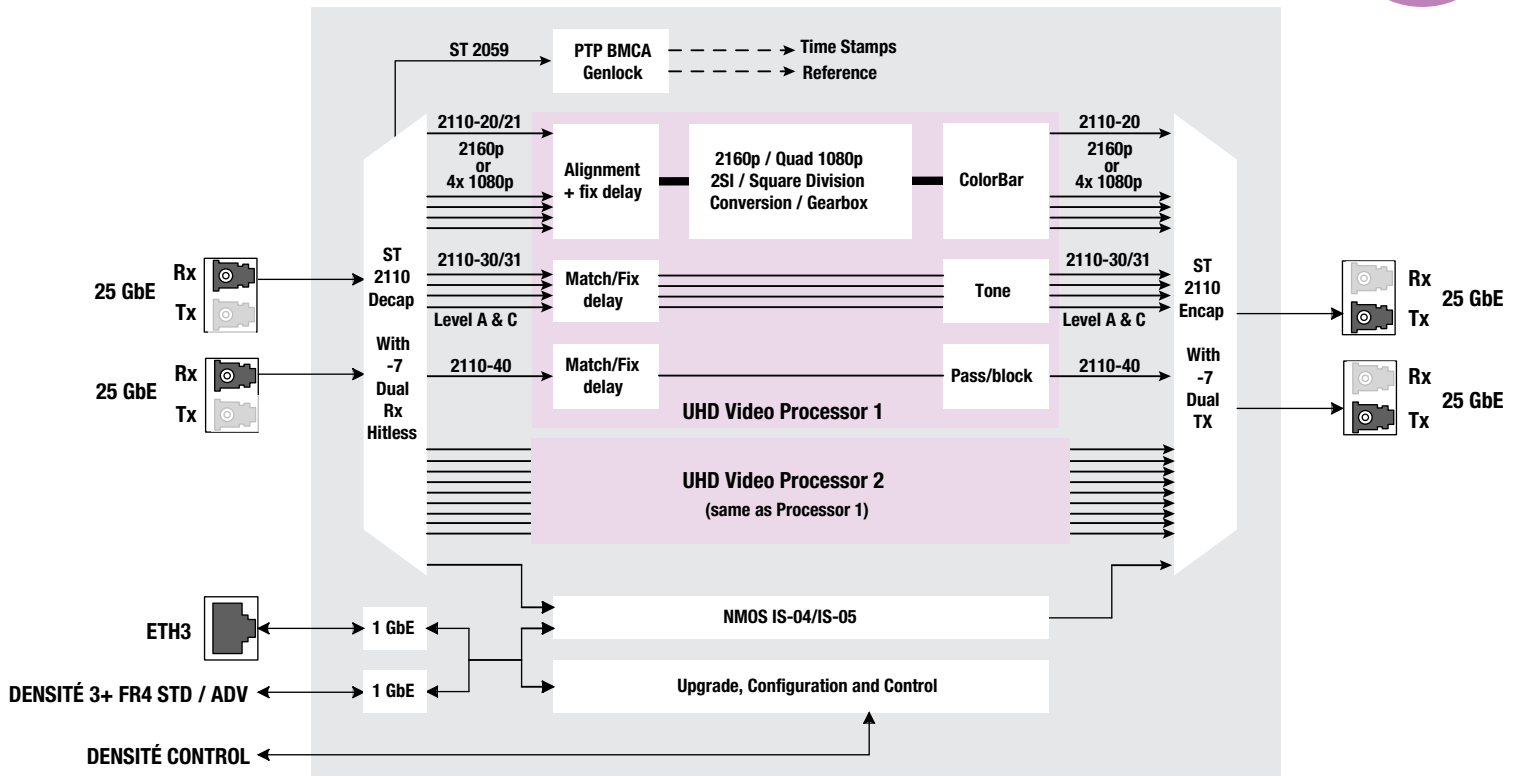 ST 2059
PTP BMCA
Genlock
Time Stamps
Reference
2110-20/21
2160p
or
4x 1080p
Alignment
+ fix delay
2160p / Quad 1080p
2SI / Square Division
Conversion / Gearbox
ColorBar
2110-20
2160p
or
4x 1080p
25 GbE
Rx
Tx
25 GbE
Rx
Tx
ST
2110
Decap
With
-7
Dual
Rx
Hitless
2110-30/31
Level A & C
Match/Fix
delay
Tone
2110-30/31
Level A & C
2110-40
Match/Fix
delay
Pass/block
2110-40
UHD Video Processor 1
ST
2110
Encap
With
-7
Dual
TX
Rx
Tx
25 GbE
Rx
Tx
25 GbE
UHD Video Processor 2
(same as Processor 1)
ETH3
1 GbE
NMOS IS-04/IS-05
DENSITÉ 3+ FR4 STD / ADV
1 GbE
Upgrade, Configuration and Control
DENSITÉ CONTROL